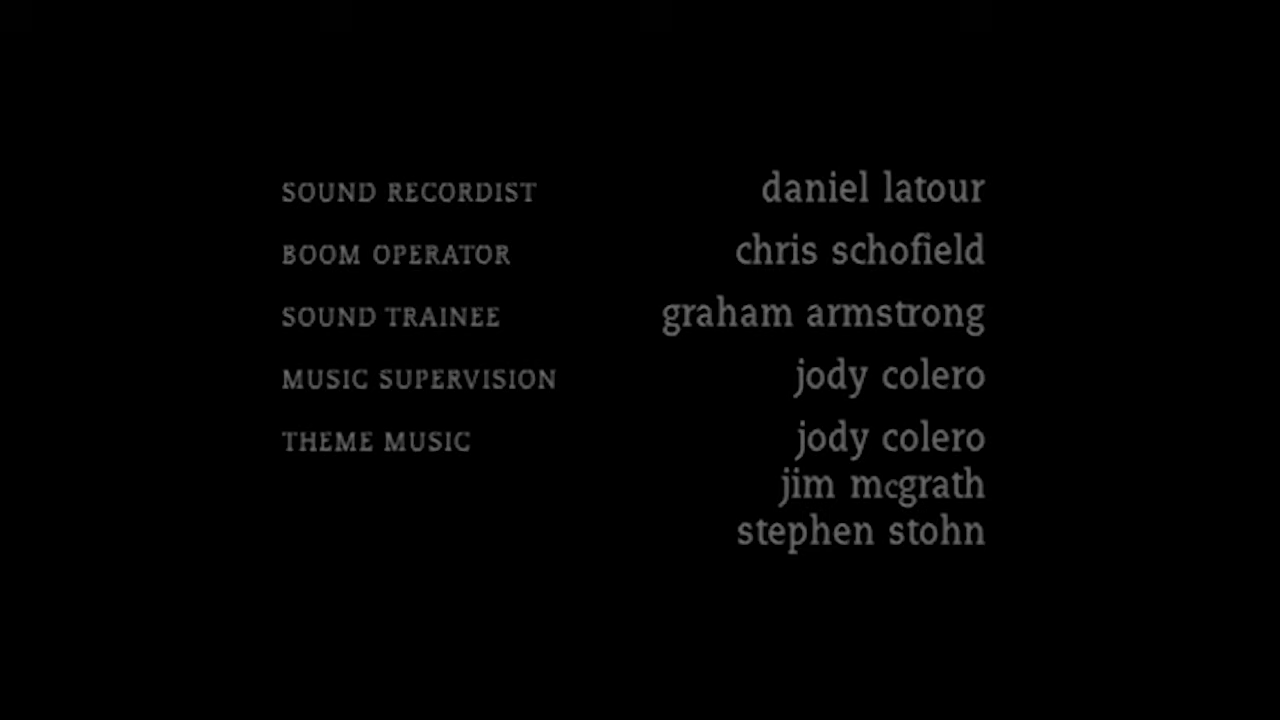 SOUND RECORDIST daniel latour
BOOM OPERATOR chris schofield
SOUND TRAINEE graham armstrong
MUSIC SUPERVISION jody colero
THEME MUSIC jody colero
jim mcgrath
stephen stohn